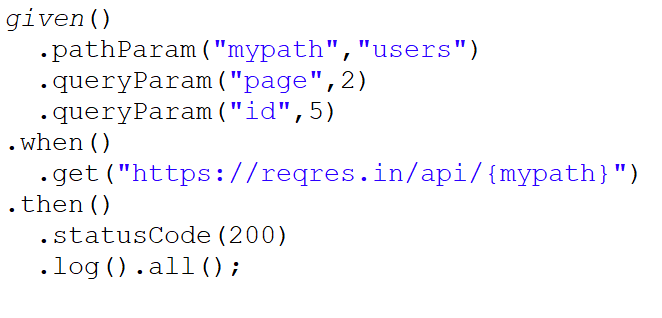 given()
  .pathParam("mypath","users")
  .queryParam("page",2)
  .queryParam("id",5)
.when()
  .get("https://reqres.in/api/{mypath}")
.then()
  .statusCode(200)
  .log().all();